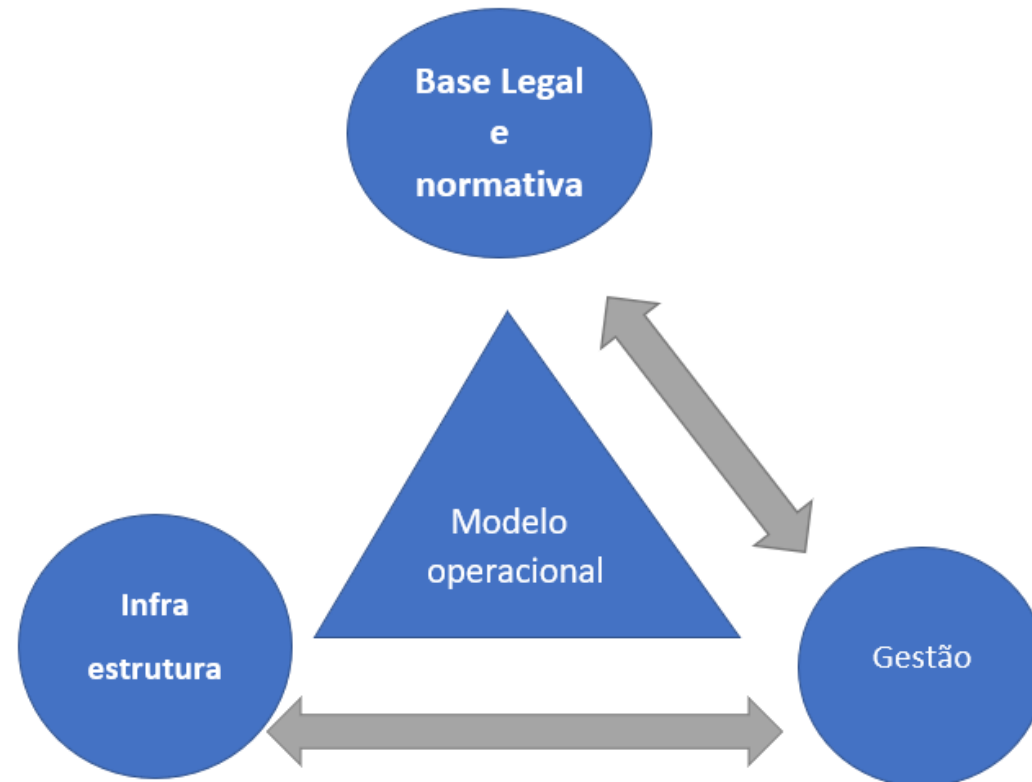 Base Legal
e
normativa
Modelo
operacional
Infra
estrutura
Gestão